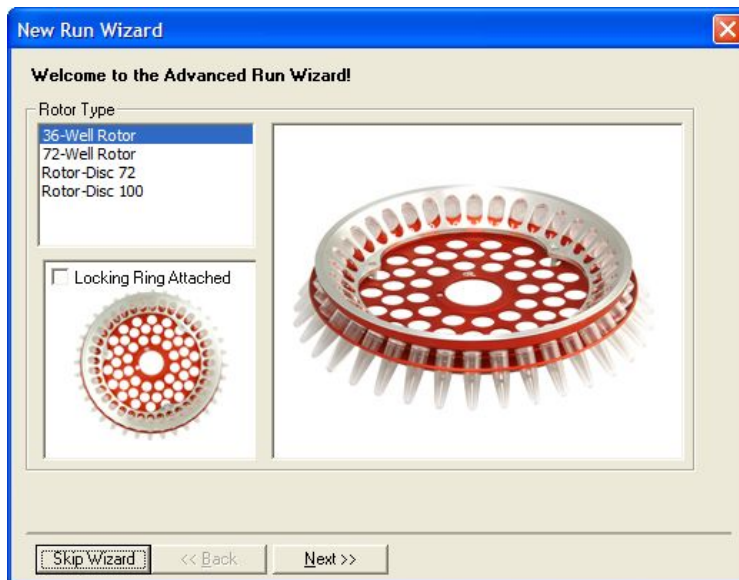 New Run Wizard
Welcome to the Advanced Run Wizard!
Rotor Type
36-Well Rotor
72-Well Rotor
Rotor-Disc 72
Rotor-Disc 100
Locking Ring Attached
Skip Wizard
<< Back
Next >>